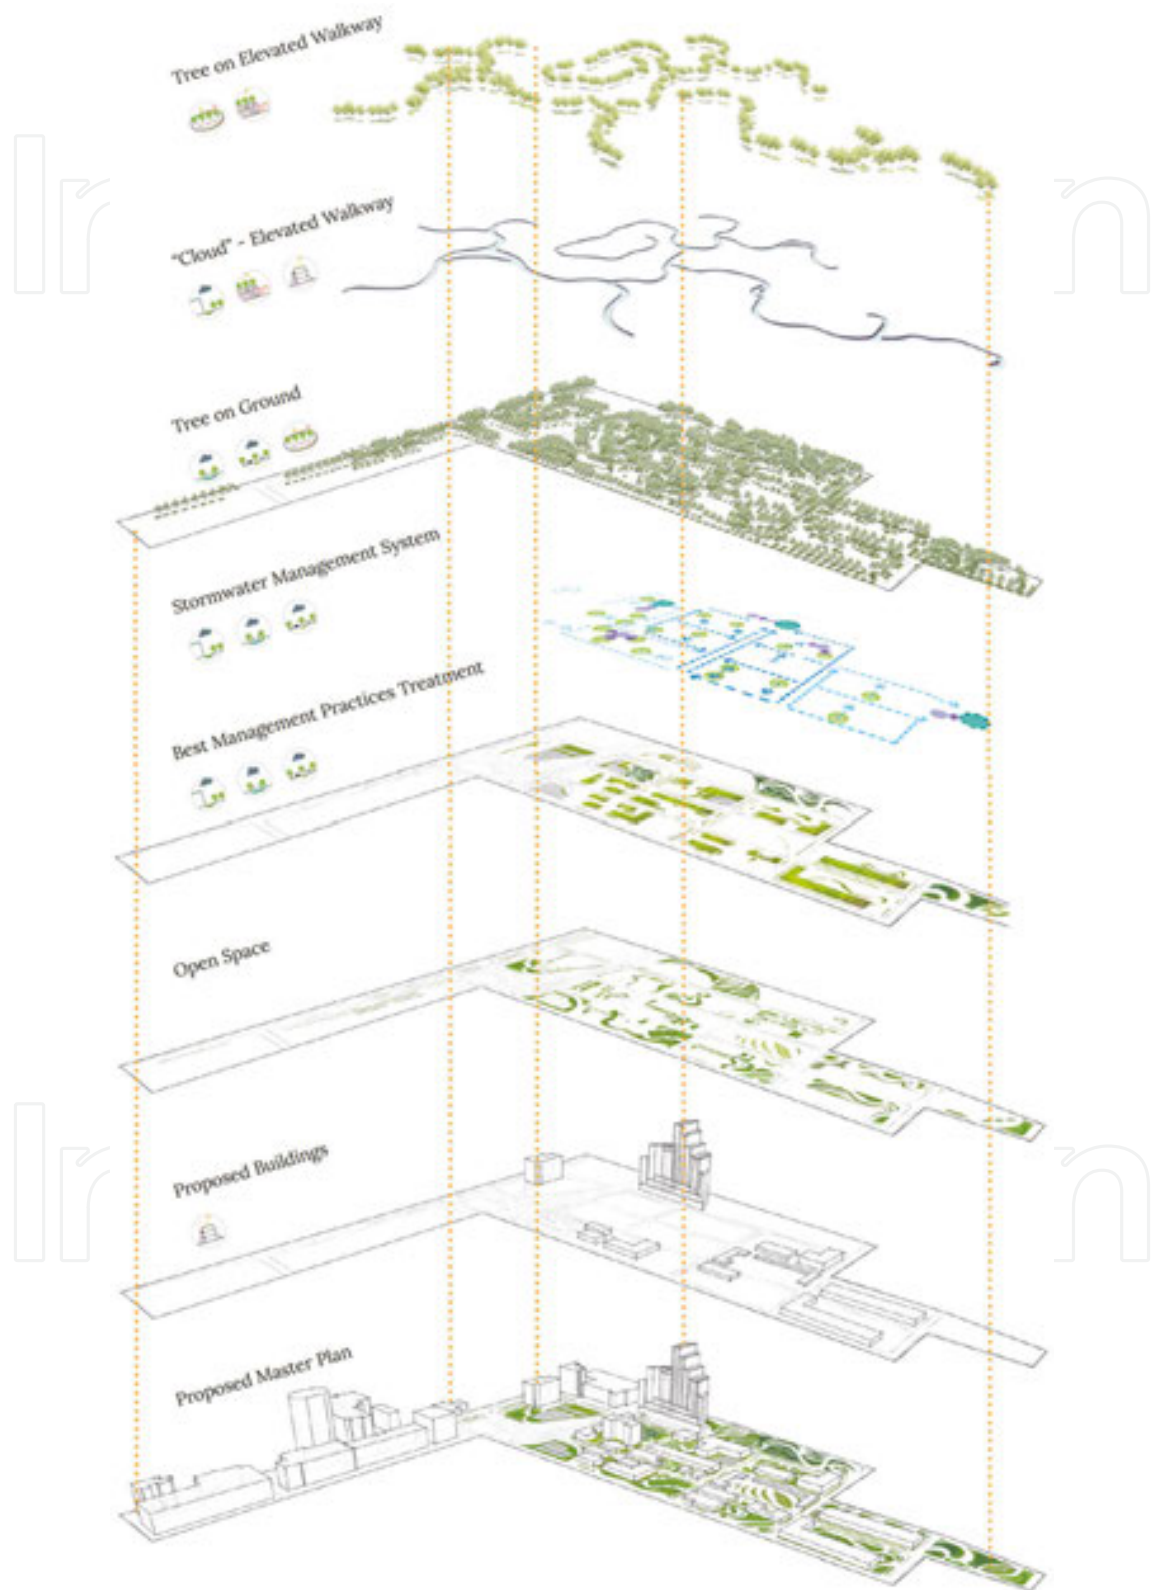 Tree on Elevated Walkway
"Cloud" - Elevated Walkway
Tree on Ground
Stormwater Management System
Best Management Practices Treatment
Open Space
Proposed Buildings
Proposed Master Plan